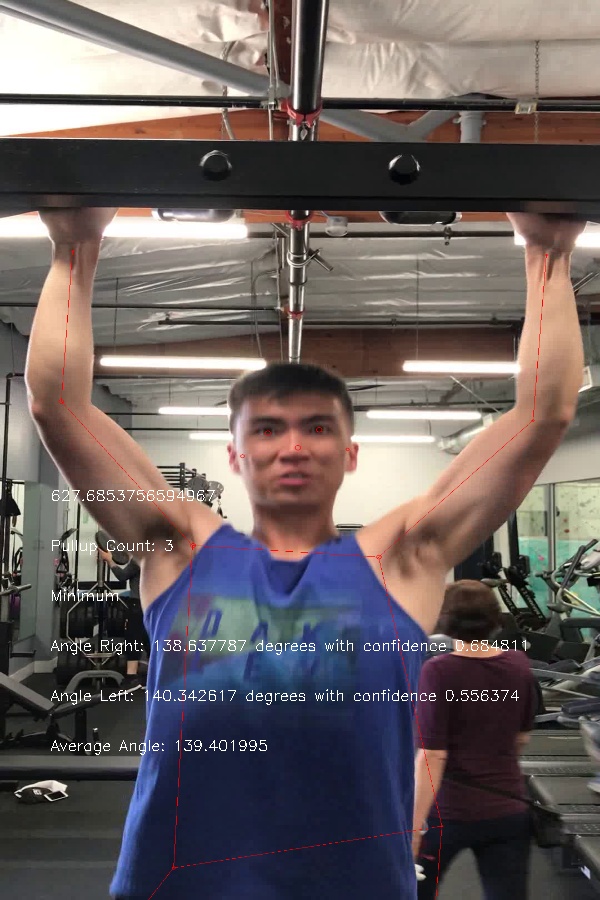 627.6853756594967
Pullup Count: 3
Minimum
Angle Right: 138.637787 degrees with confidence 0.684811
Angle Left: 140.342617 degrees with confidence 0.556374
Average Angle: 139.401995